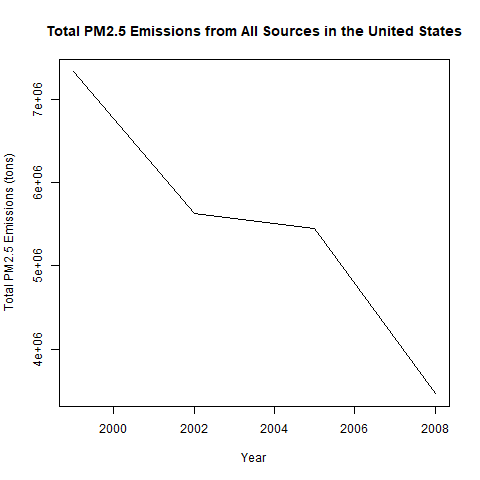 Total PM2.5 Emissions from All Sources in the United States
Total PM2.5 Emissions (tons)
7e+06
6e+06
5e+06
4e+06
2000 2002 2004 2006 2008
Year